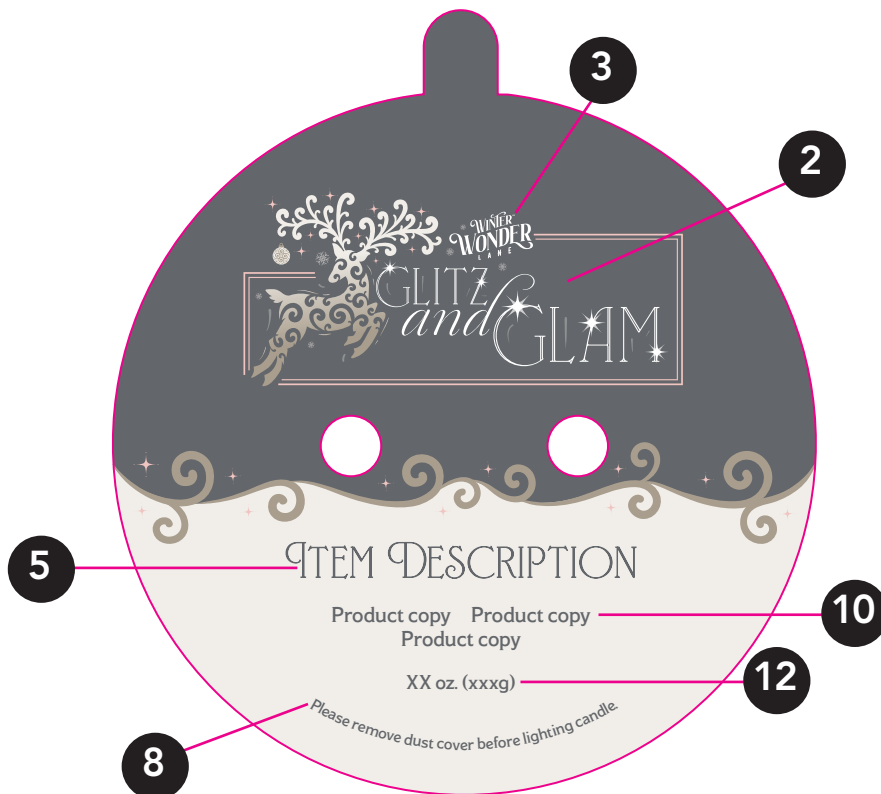 3
2
WINTER
WONDER
LANE
GLITZ
and
GLAM
5
ITEM DESCRIPTION
Product copy Product copy
10
Product copy
XX oz. (xxxg)
12
Please remove dust cover before lighting candle.
8